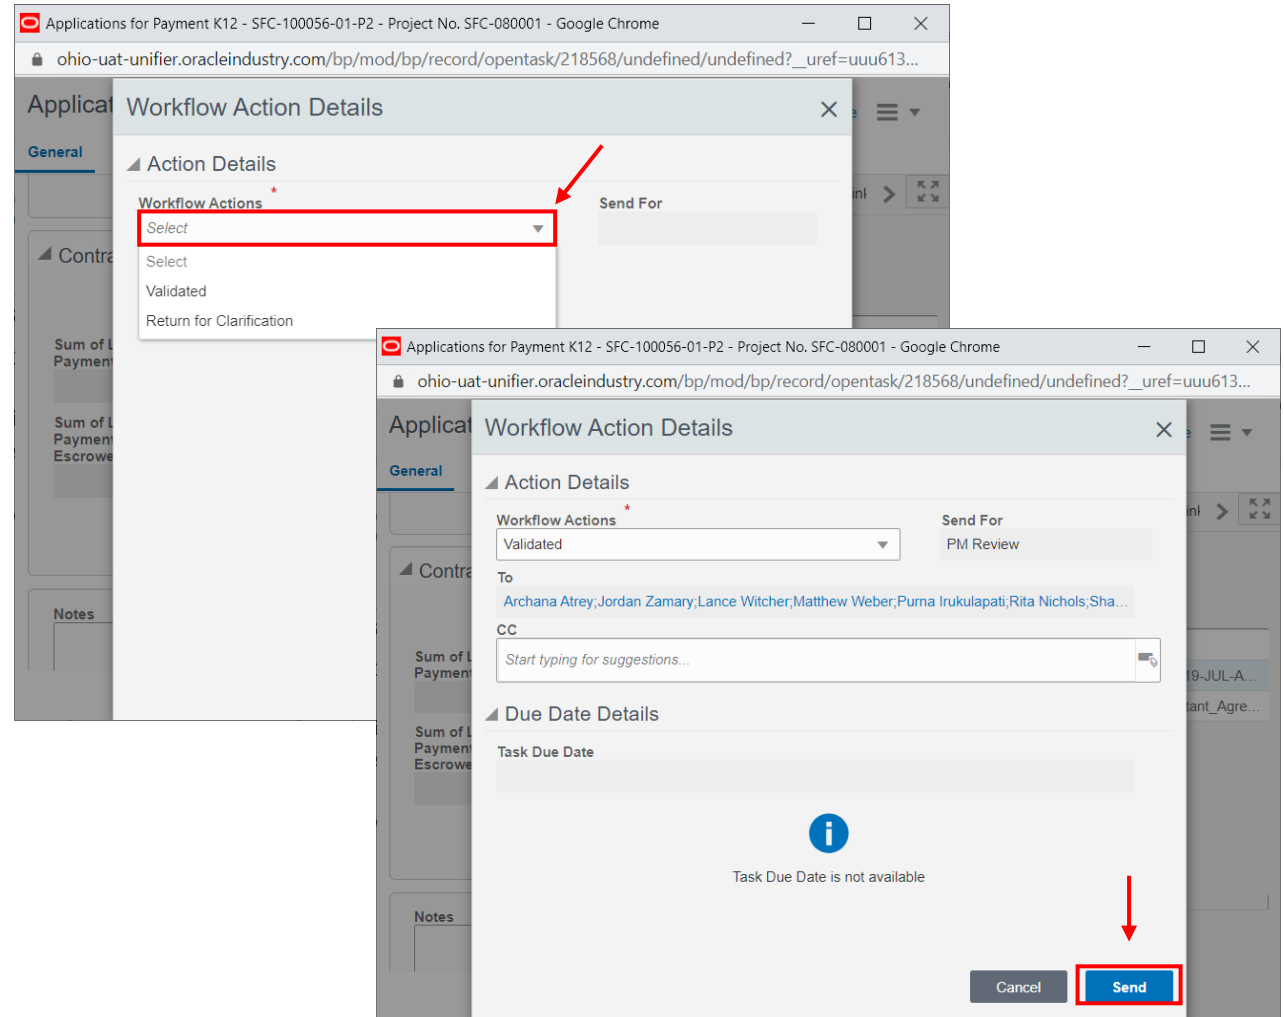 Applications for Payment K12 - SFC-100056-01-P2 - Project No. SFC-080001 - Google Chrome
ohio-uat-unifier.oracleindustry.com/bp/mod/bp/record/opentask/218568/undefined/undefined?_uref=uuu613...
Applicat
Workflow Action Details
General
Action Details
Workflow Actions *
Send For
Select
Contra
Select
Validated
Return for Clarification
Sum of L
Payment
Sum of L
Payment
Escrowe
Notes
Applications for Payment K12 - SFC-100056-01-P2 - Project No. SFC-080001 - Google Chrome
ohio-uat-unifier.oracleindustry.com/bp/mod/bp/record/opentask/218568/undefined/undefined?_uref=uuu613...
Applicat
Workflow Action Details
General
Action Details
Workflow Actions *
Send For
Validated
PM Review
Contra
To
Archana Atrey;Jordan Zamary;Lance Witcher;Matthew Weber;Purna Irukulapati;Rita Nichols;Sha...
CC
Start typing for suggestions...
Sum of L
Payment
19-JUL-A...
tant_Agre...
Due Date Details
Sum of L
Payment
Escrowe
Task Due Date
Task Due Date is not available
Notes
Cancel
Send